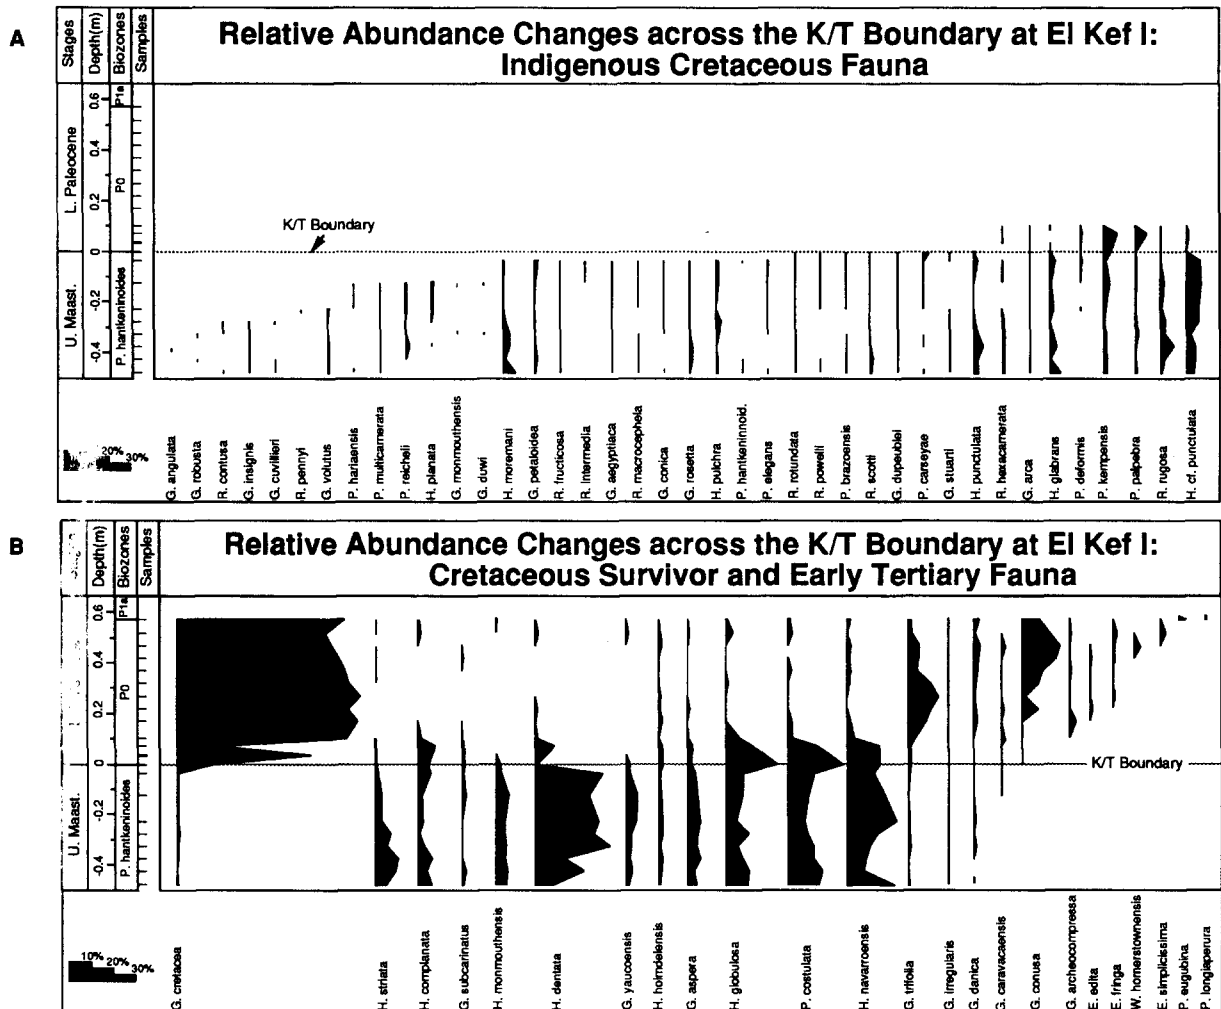 A
Stages
Depth(m)
Biozones
Samples
Relative Abundance Changes across the K/T Boundary at El Kef I:
Indigenous Cretaceous Fauna
L. Paleocene
U. Maast.
0.6
0.4
0.2
0
-0.2
-0.4
P1a
P0
P. hantkeninoides
K/T Boundary
20%
30%
G. angulata
G. robusta
R. contusa
G. insignis
G. cuvillieri
R. pennyi
G. volutus
P. hariaensis
P. multicamerata
P. reicheli
H. planata
G. monmouthensis
G. duwi
H. moremani
G. petaloidea
R. fructicosa
R. intermedia
G. aegyptiaca
R. macrocephela
G. conica
G. rosetta
H. pulchra
P. hantkeninnoid.
P. elegans
R. rotundata
R. powelli
P. brazoensis
R. scotti
G. dupeublei
P. carseyae
G. stuarti
H. punctulata
R. hexacamerata
G. arca
H. glabrans
P. deformis
P. kempensis
P. palpebra
R. rugosa
H. cf. punctulata
B
Depth(m)
Biozones
Samples
Relative Abundance Changes across the K/T Boundary at El Kef I:
Cretaceous Survivor and Early Tertiary Fauna
U. Maast.
0.6
0.4
0.2
0
-0.2
-0.4
P1a
P0
P. hantkeninoides
K/T Boundary
10%
20%
30%
G. cretacea
H. striata
H. complanata
G. subcarinatus
H. monmouthensis
H. dentata
G. yaucoensis
H. holmdelensis
G. aspera
H. globulosa
P. costulata
H. navarroensis
G. trifolia
G. irregularis
G. danica
G. caravacaensis
G. conusa
G. archeocompressa
E. edita
E. fringa
W. hornerstownensis
E. simplicissima
P. eugubina
P. longiaperura